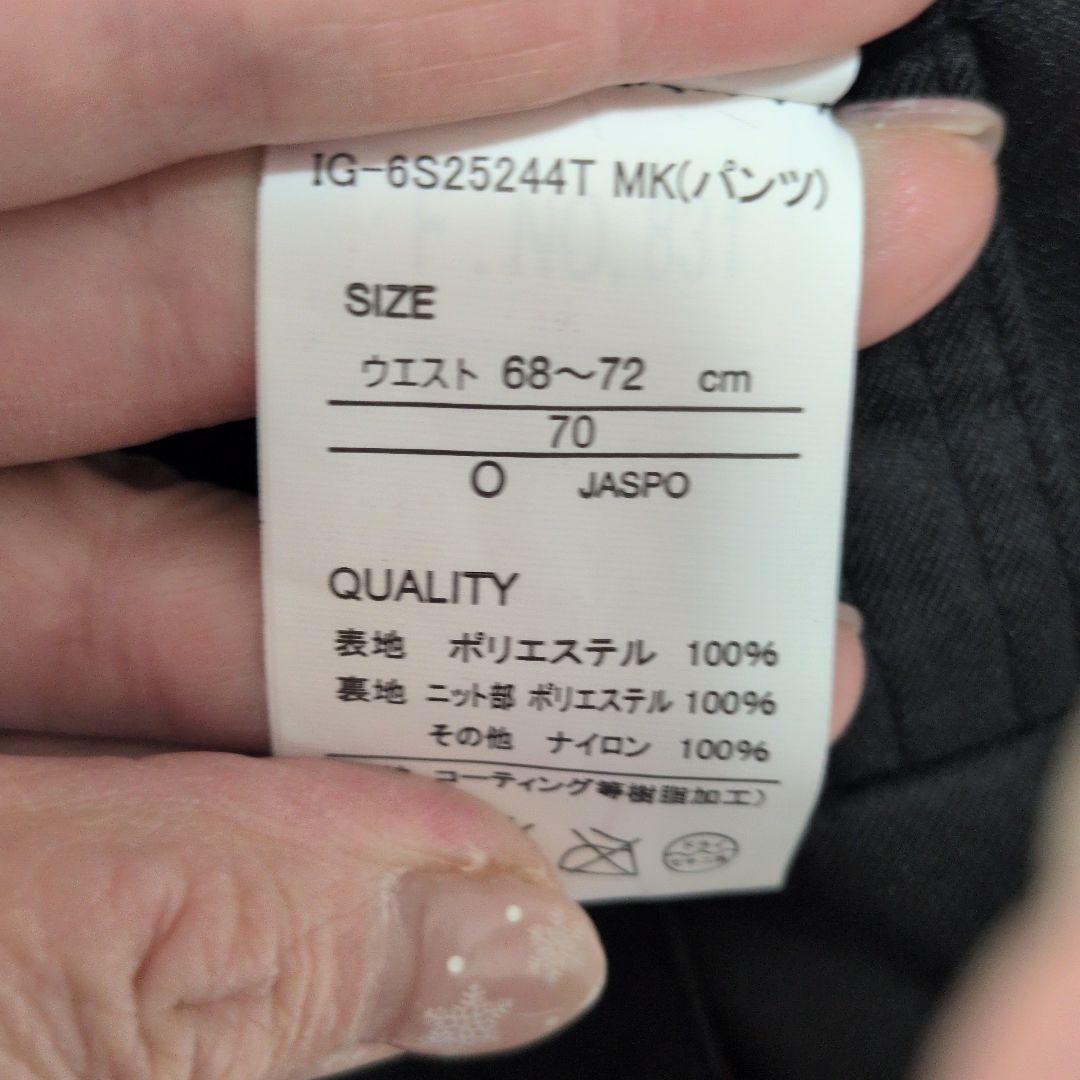 IG-6S25244T MK(パンツ)
SIZE
ウエスト 68～72 cm
70
O JASPO
QUALITY
表地 ポリエステル 100%
裏地 ニット部 ポリエステル 100%
その他 ナイロン 100%
コーティング等樹脂加工)